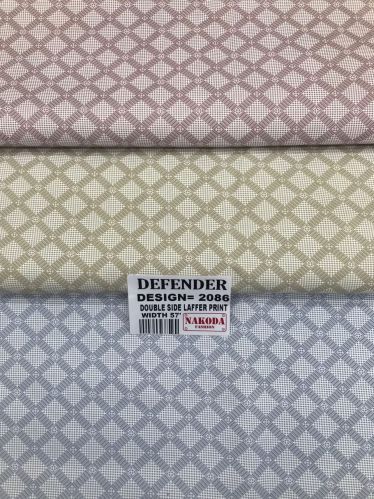 DEFENDER
DESIGN= 2086
DOUBLE SIDE LAFFER PRINT
WIDTH 57'
NAKODA
FASHION